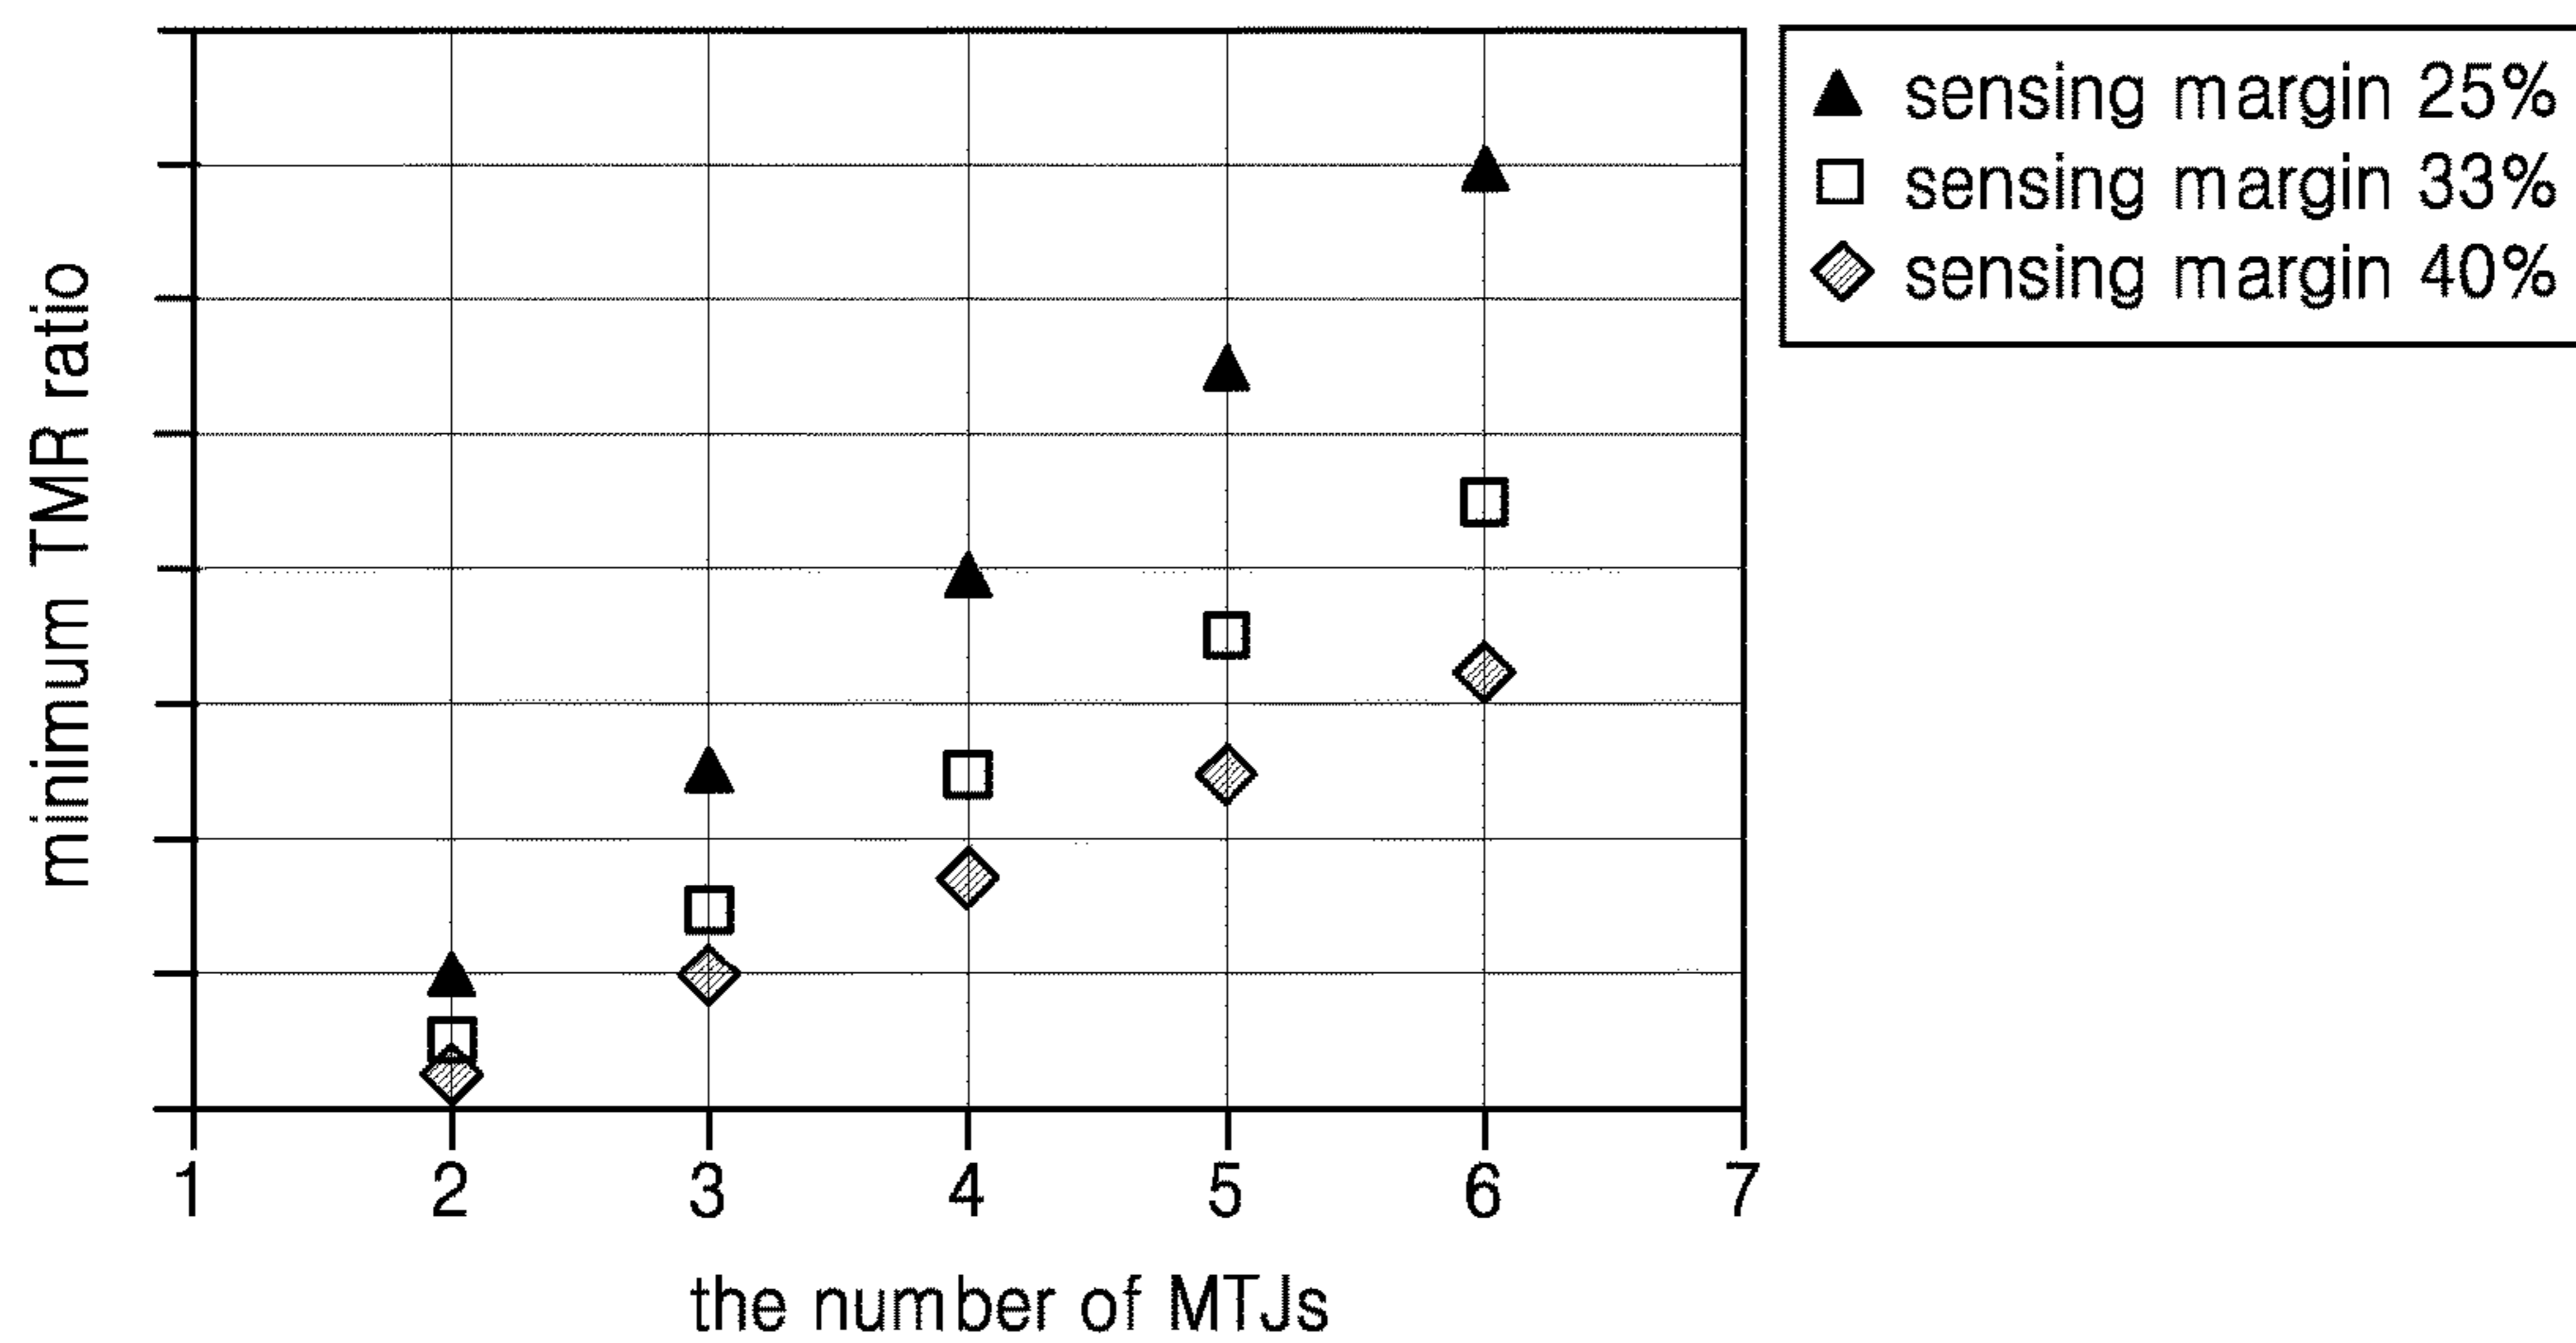 sensing margin 25%
sensing margin 33%
sensing margin 40%
minimum TMR ratio
1 2 3 4 5 6 7
the number of MTJs